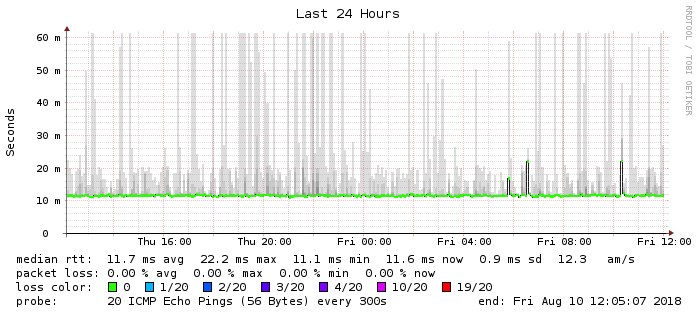 Last 24 Hours
RRDTOOL / TOBI OETIKER
Seconds
60 m
50 m
40 m
30 m
20 m
10 m
0
Thu 16:00 Thu 20:00 Fri 00:00 Fri 04:00 Fri 08:00 Fri 12:00
median rtt: 11.7 ms avg 22.2 ms max 11.1 ms min 11.6 ms now 0.9 ms sd 12.3 am/s
packet loss: 0.00 % avg 0.00 % max 0.00 % min 0.00 % now
loss color: 0 1/20 2/20 3/20 4/20 10/20 19/20
probe: 20 ICMP Echo Pings (56 Bytes) every 300s end: Fri Aug 10 12:05:07 2018